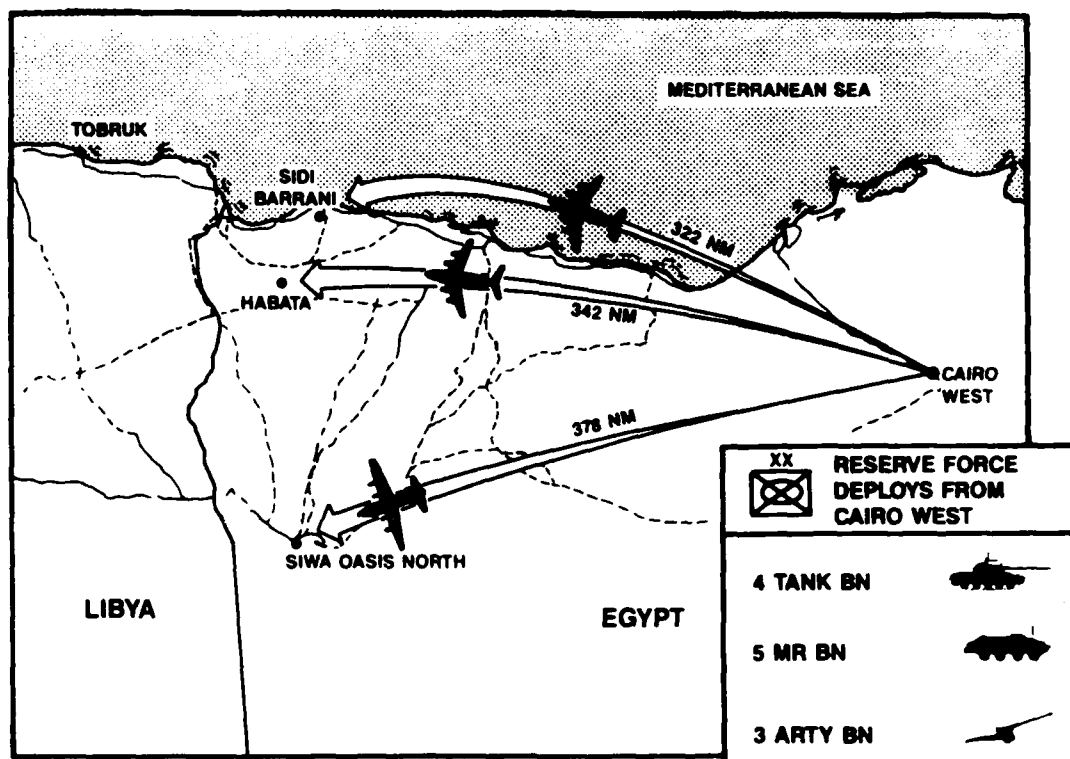 MEDITERRANEAN SEA
TOBRUK
SIDI
BARRANI
322 NM
HABATA
342 NM
CAIRO
WEST
378 NM
SIWA OASIS NORTH
LIBYA
EGYPT
XX
RESERVE FORCE
DEPLOYS FROM
CAIRO WEST
4 TANK BN
5 MR BN
3 ARTY BN